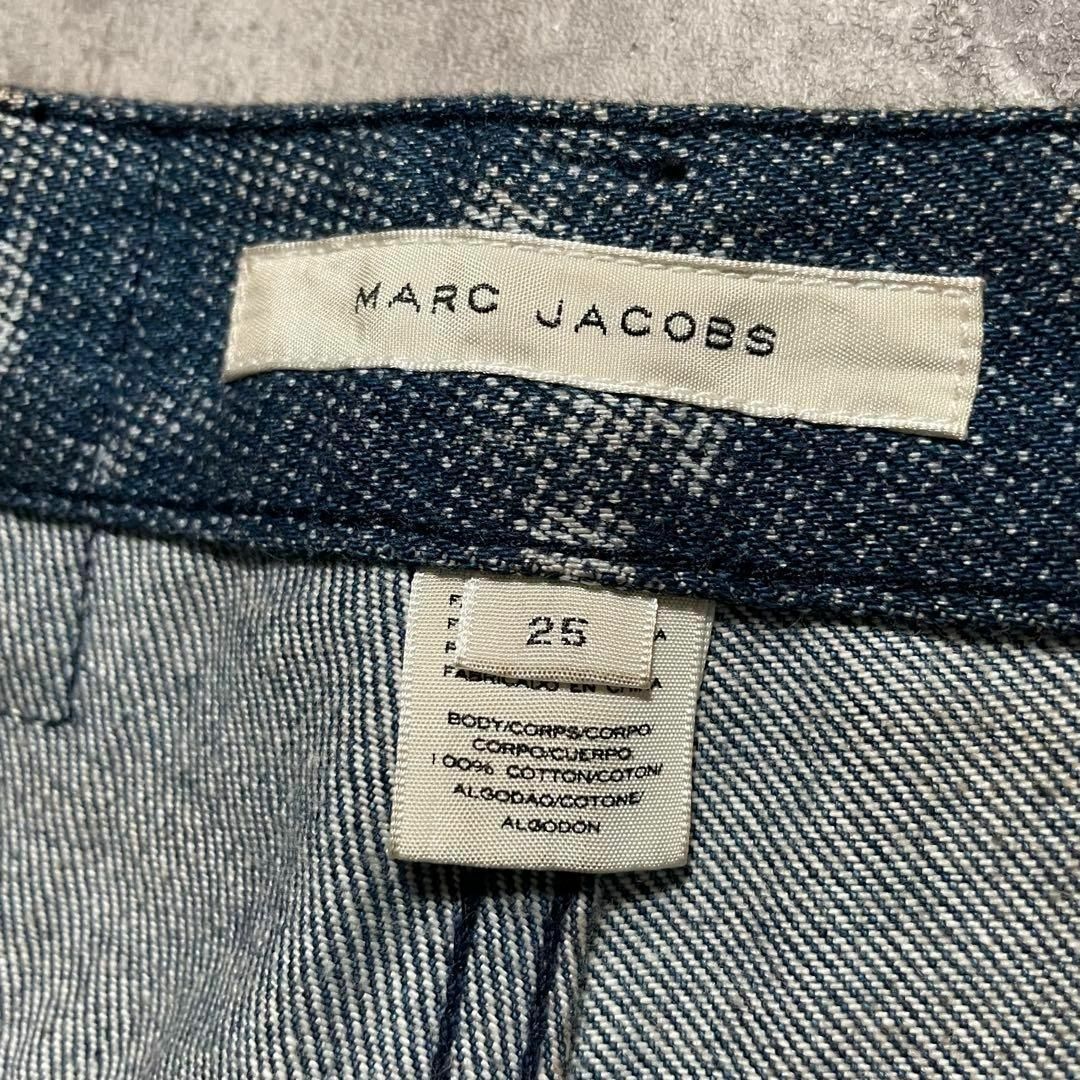 MARC JACOBS
25
FABRICADO EN CHINA
BODY/CORPS/CORPO
CORPO/CUERPO
100% COTTON/COTON/
ALGODAO/COTONE/
ALGODON